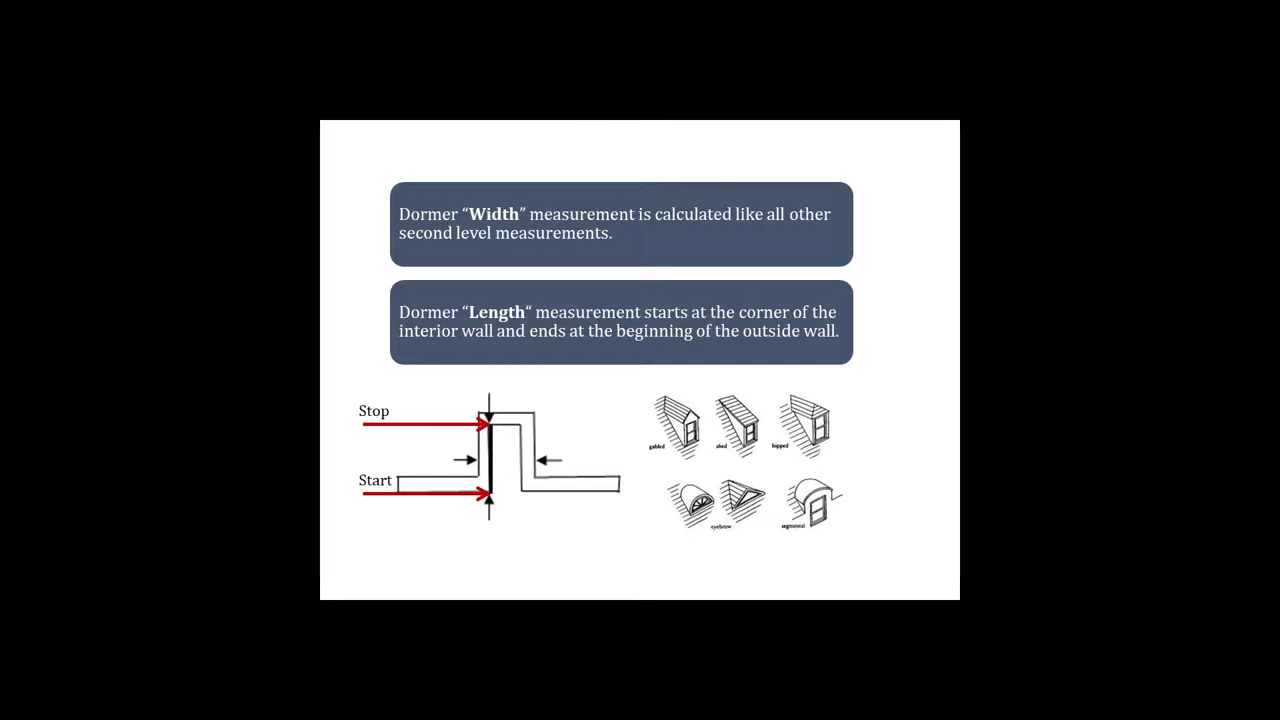 Dormer “Width” measurement is calculated like all other
second level measurements.
Dormer “Length“ measurement starts at the corner of the
interior wall and ends at the beginning of the outside wall.
Stop
Start
gabled
shed
hipped
eyebrow
segmental